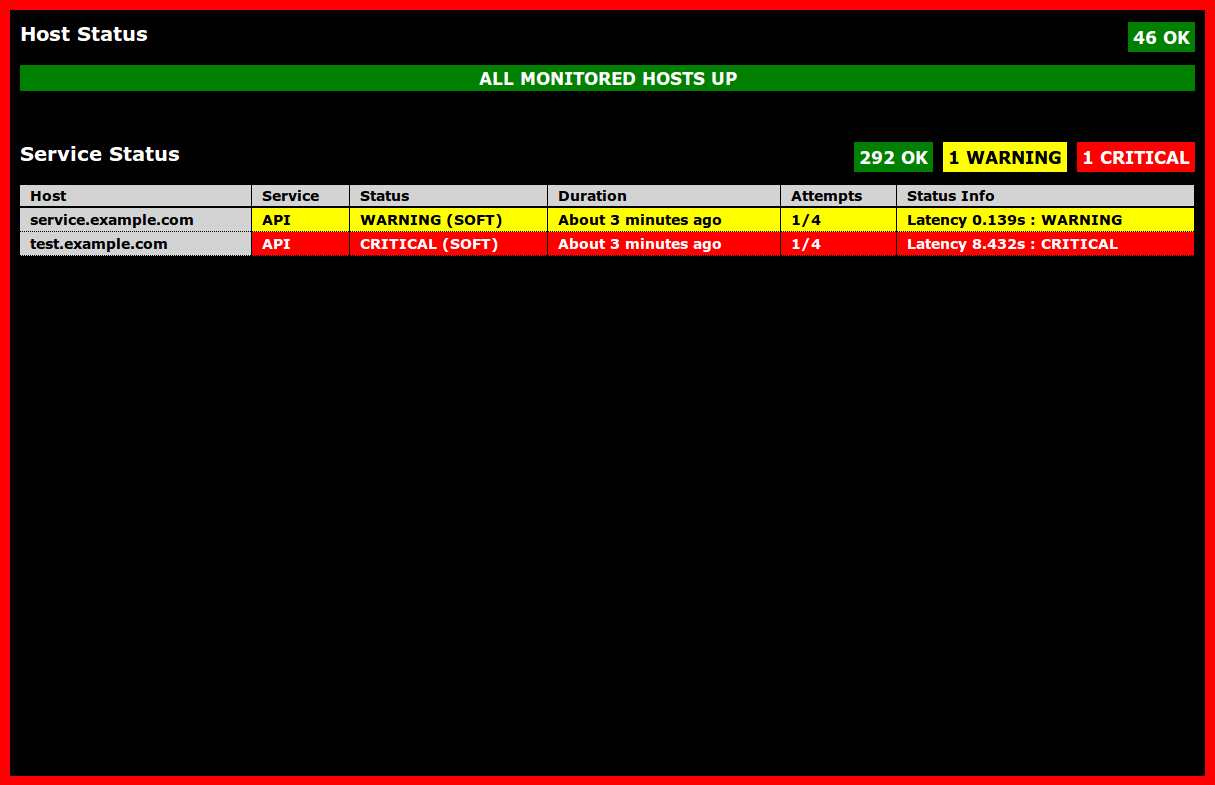 Host Status
46 OK
ALL MONITORED HOSTS UP
Service Status
292 OK 1 WARNING 1 CRITICAL
Host Service Status Duration Attempts Status Info
service.example.com API WARNING (SOFT) About 3 minutes ago 1/4 Latency 0.139s : WARNING
test.example.com API CRITICAL (SOFT) About 3 minutes ago 1/4 Latency 8.432s : CRITICAL